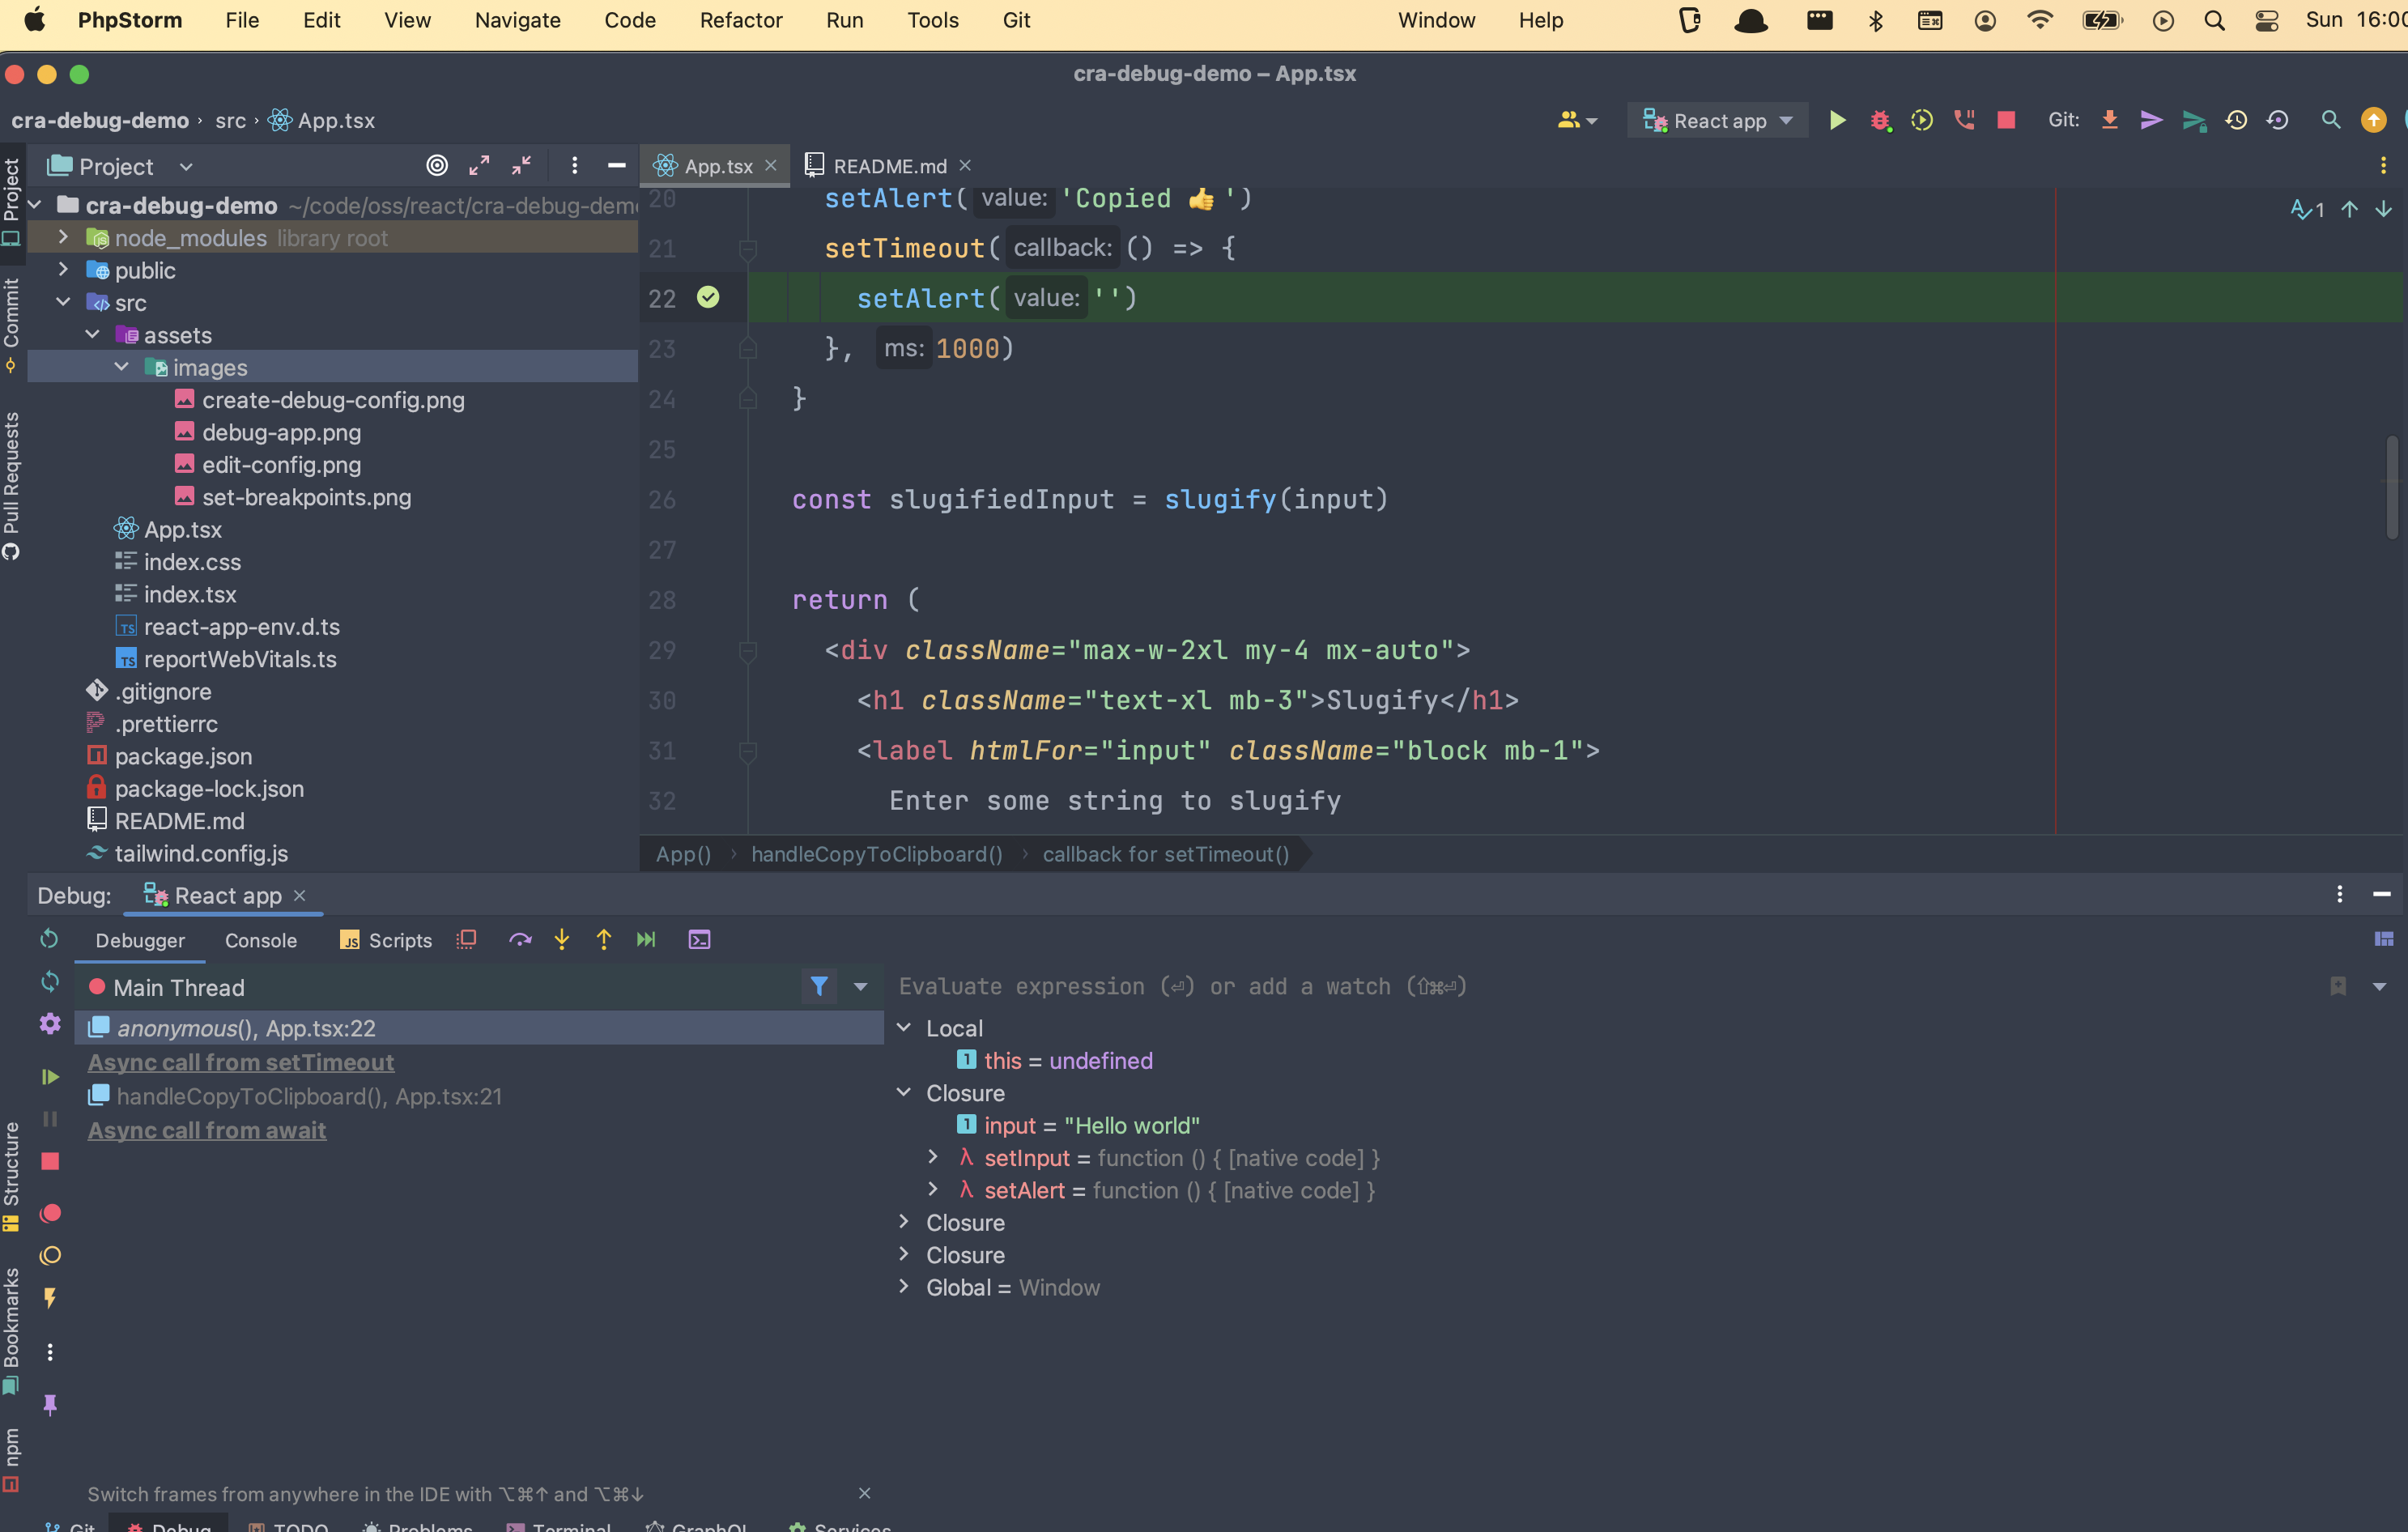 PhpStorm File Edit View Navigate Code Refactor Run Tools Git Window Help Sun 16:00
cra-debug-demo – App.tsx
cra-debug-demo › src › App.tsx
React app
Git:
Project
App.tsx
README.md
cra-debug-demo ~/code/oss/react/cra-debug-demo
node_modules library root
public
src
assets
images
create-debug-config.png
debug-app.png
edit-config.png
set-breakpoints.png
App.tsx
index.css
index.tsx
react-app-env.d.ts
reportWebVitals.ts
.gitignore
.prettierrc
package.json
package-lock.json
README.md
tailwind.config.js
Project
Commit
Pull Requests
Structure
Bookmarks
npm
1
20 setAlert( value: 'Copied 👍 ')
21 setTimeout( callback: () => {
22 setAlert( value: '')
23 }, ms: 1000)
24 }
25
26 const slugifiedInput = slugify(input)
27
28 return (
29 <div className="max-w-2xl my-4 mx-auto">
30 <h1 className="text-xl mb-3">Slugify</h1>
31 <label htmlFor="input" className="block mb-1">
32 Enter some string to slugify
App() › handleCopyToClipboard() › callback for setTimeout()
Debug: React app
Debugger Console Scripts
Main Thread
anonymous(), App.tsx:22
Async call from setTimeout
handleCopyToClipboard(), App.tsx:21
Async call from await
Evaluate expression (⏎) or add a watch (⇧⌘⏎)
Local
this = undefined
Closure
input = "Hello world"
setInput = function () { [native code] }
setAlert = function () { [native code] }
Closure
Closure
Global = Window
Switch frames from anywhere in the IDE with ⌥⌘↑ and ⌥⌘↓
Git Debug TODO Problems Terminal GraphQL Services